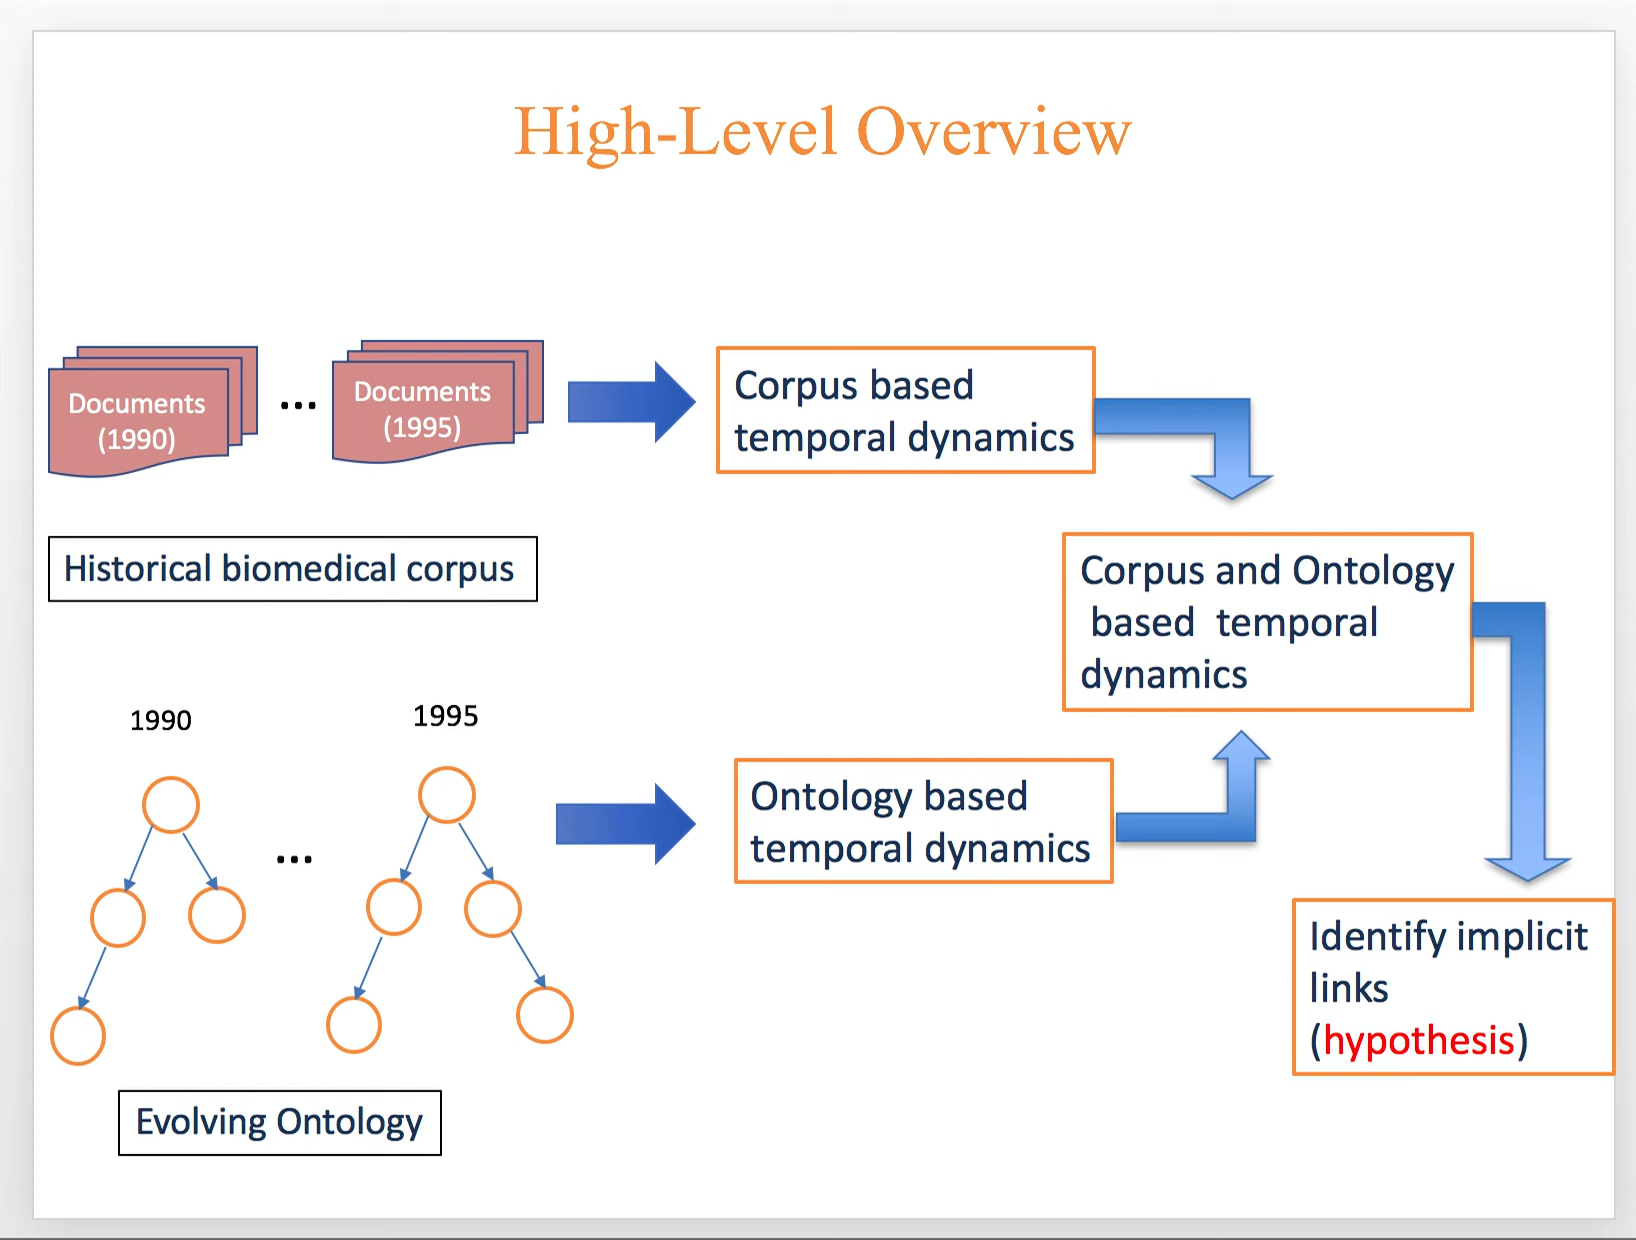 High-Level Overview
Documents
(1990)
...
Documents
(1995)
Corpus based
temporal dynamics
Historical biomedical corpus
Corpus and Ontology
based temporal
dynamics
1990
1995
...
Ontology based
temporal dynamics
Identify implicit
links
(hypothesis)
Evolving Ontology